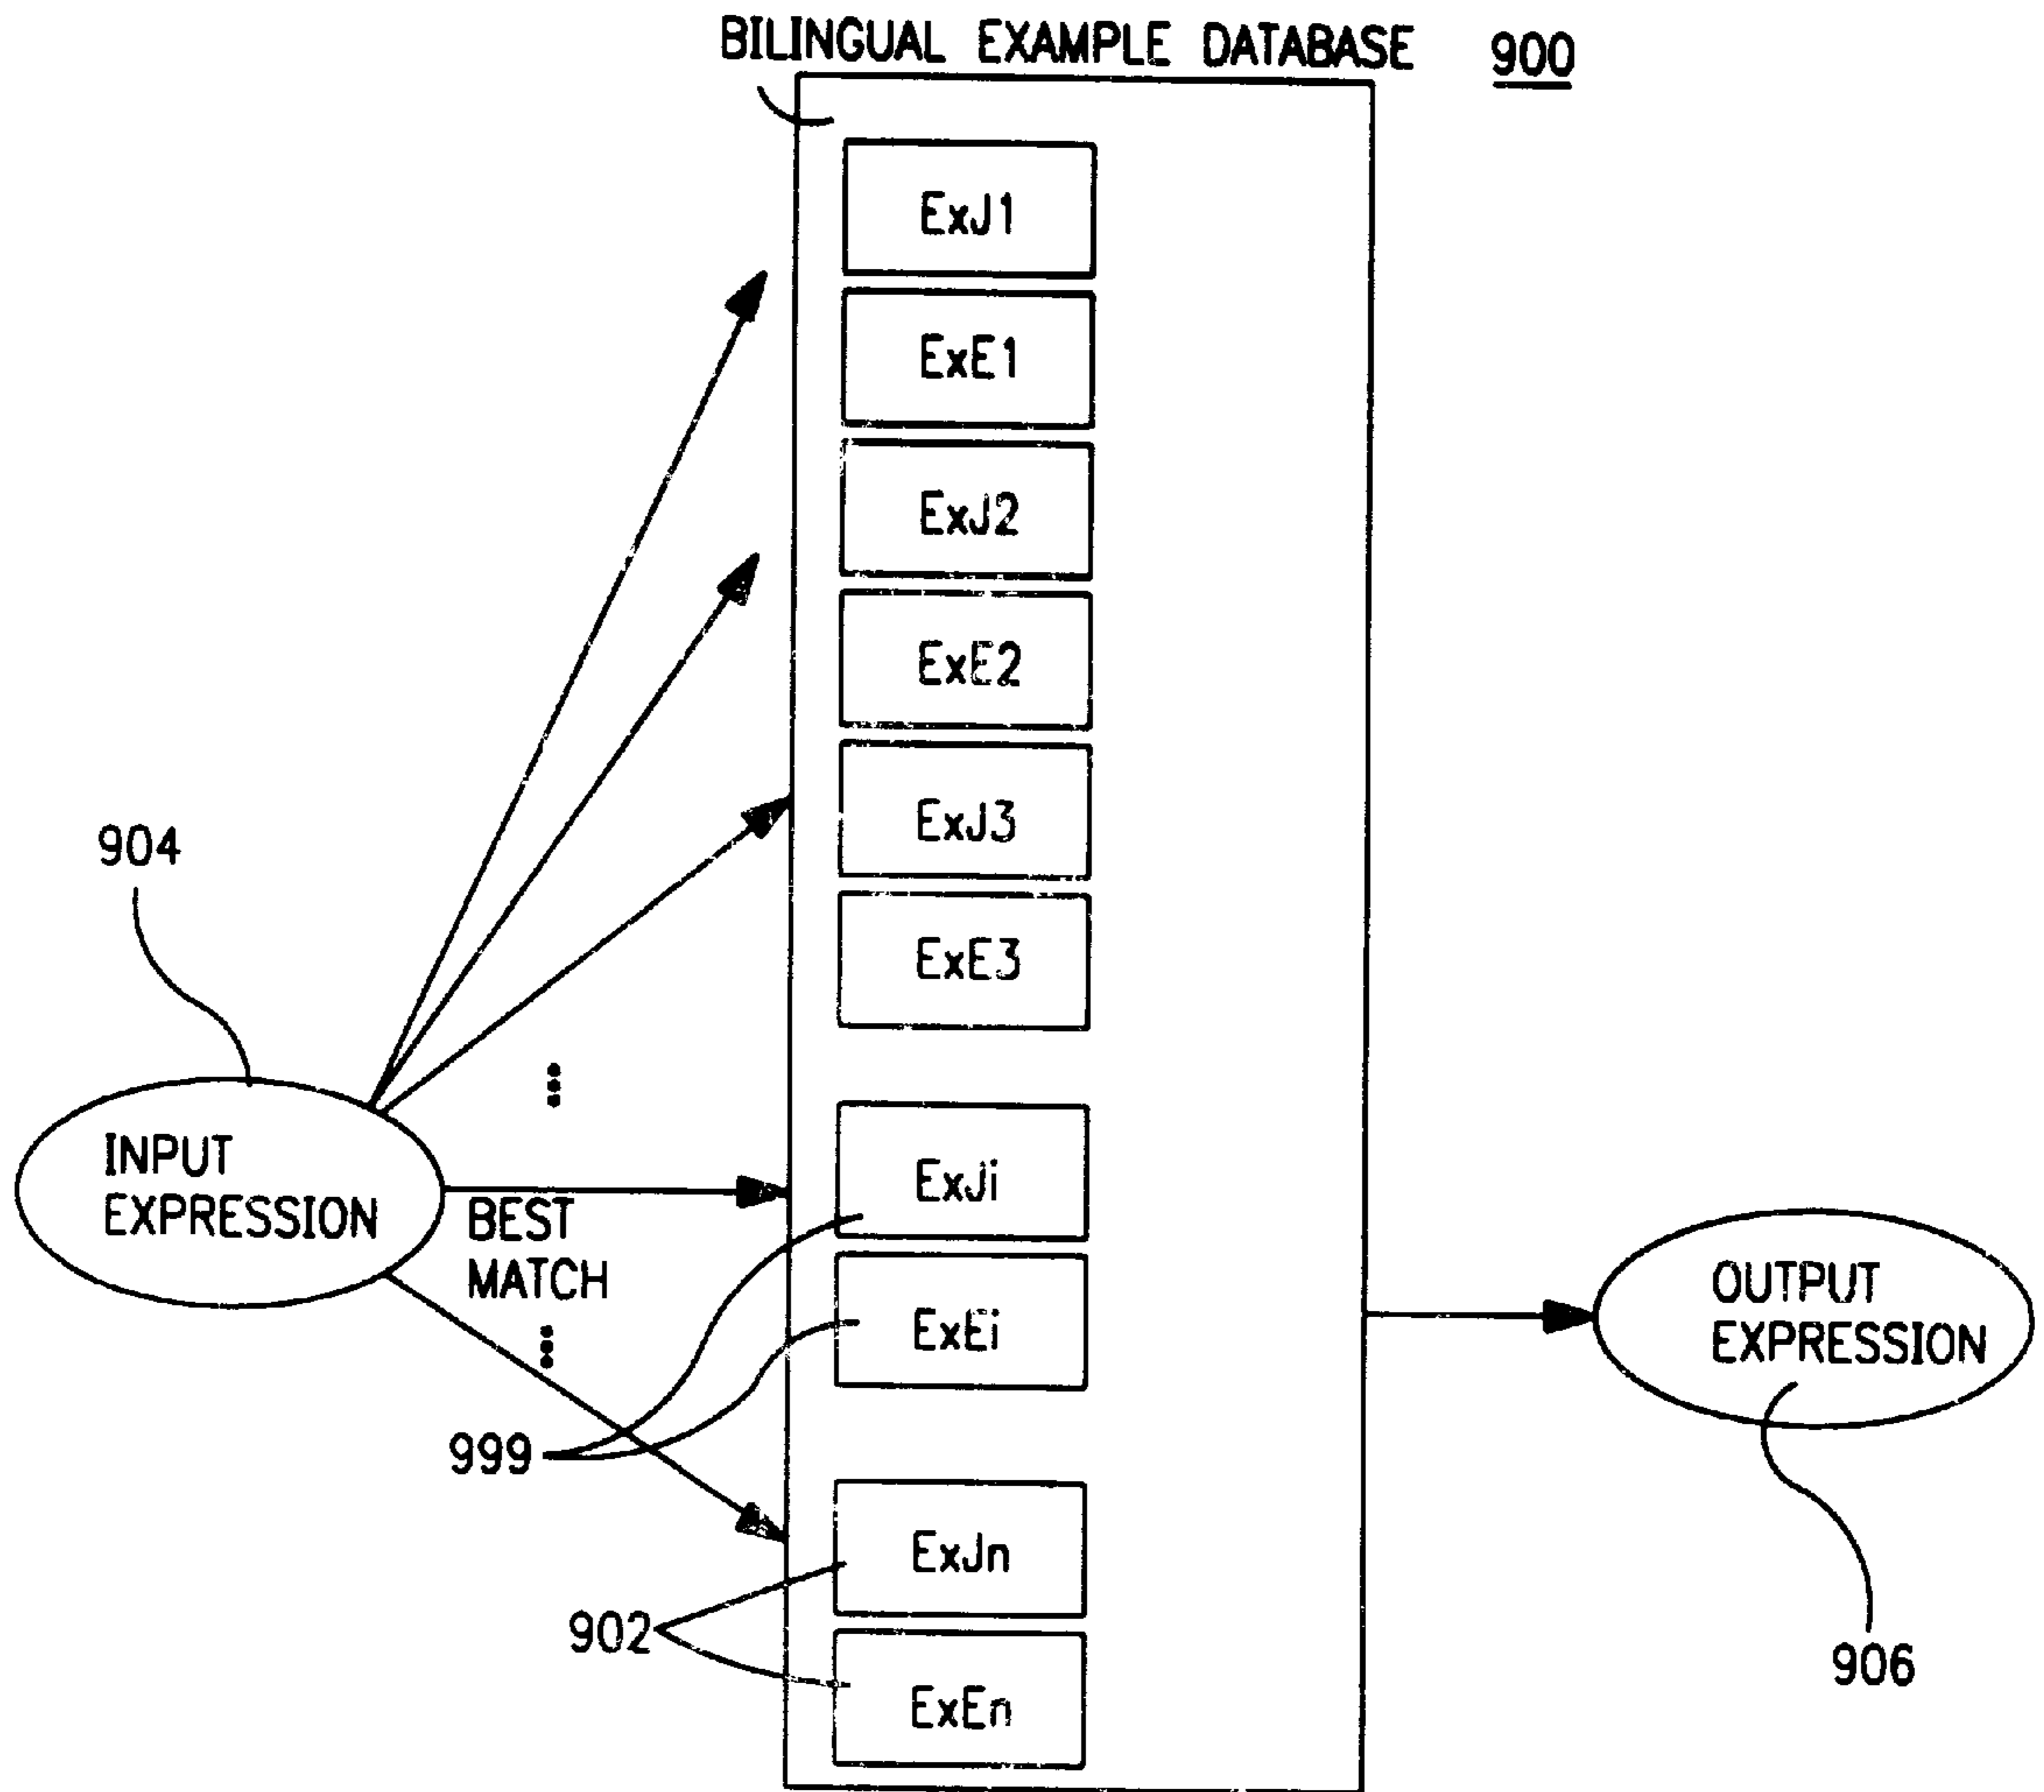 BILINGUAL EXAMPLE DATABASE 900
ExJ1
ExE1
ExJ2
ExE2
ExJ3
ExE3
904
INPUT
EXPRESSION
BEST
MATCH
ExJi
ExEi
999
ExJn
902
ExEn
OUTPUT
EXPRESSION
906